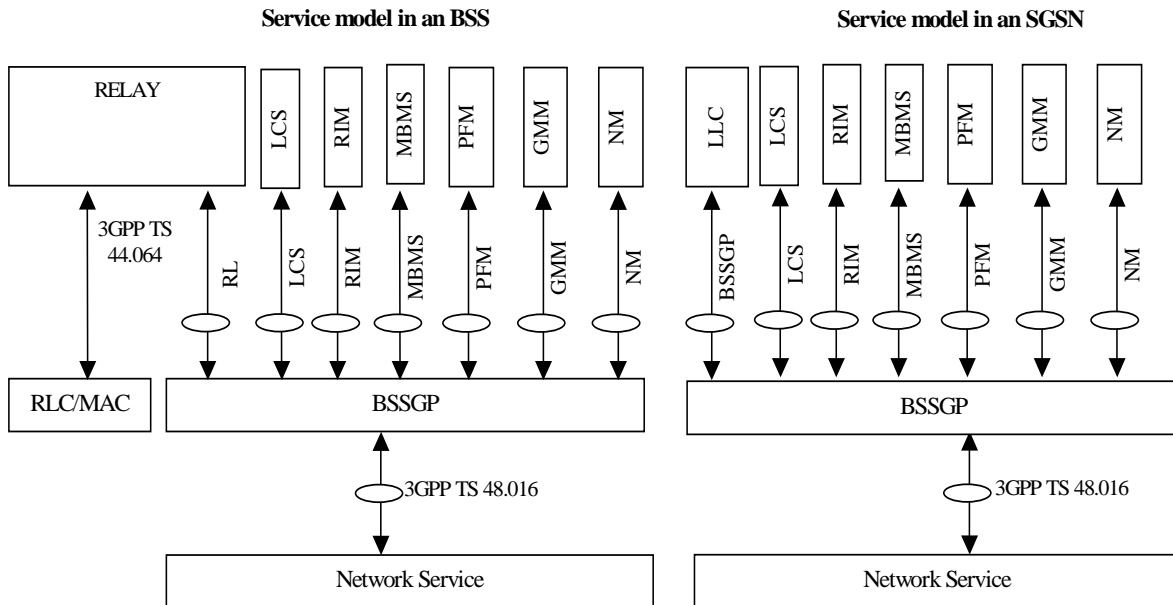 Service model in an BSS
Service model in an SGSN
RELAY
LCS
RIM
MBMS
PFM
GMM
NM
LLC
LCS
RIM
MBMS
PFM
GMM
NM
3GPP TS
44.064
RL
LCS
RIM
MBMS
PFM
GMM
NM
BSSGP
LCS
RIM
MBMS
PFM
GMM
NM
RLC/MAC
BSSGP
BSSGP
3GPP TS 48.016
3GPP TS 48.016
Network Service
Network Service